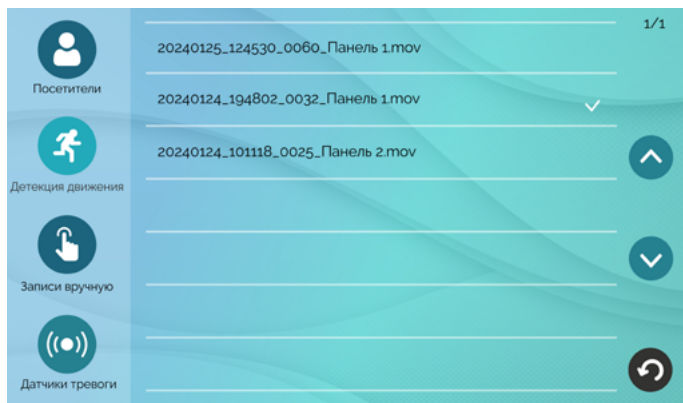 Посетители
Детекция движения
Записи вручную
Датчики тревоги
20240125_124530_0060_Панель 1.mov
20240124_194802_0032_Панель 1.mov
20240124_101118_0025_Панель 2.mov
1/1